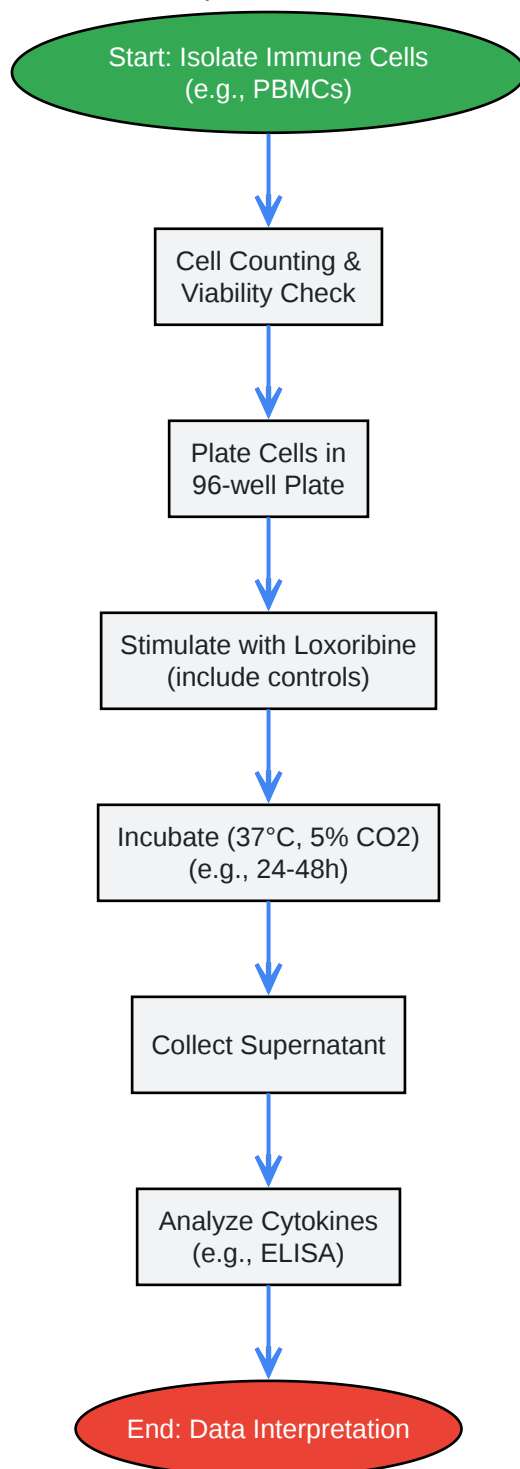 Start: Isolate Immune Cells
(e.g., PBMCs)
Cell Counting &
Viability Check
Plate Cells in
96-well Plate
Stimulate with Loxoribine
(include controls)
Incubate (37°C, 5% CO2)
(e.g., 24-48h)
Collect Supernatant
Analyze Cytokines
(e.g., ELISA)
End: Data Interpretation